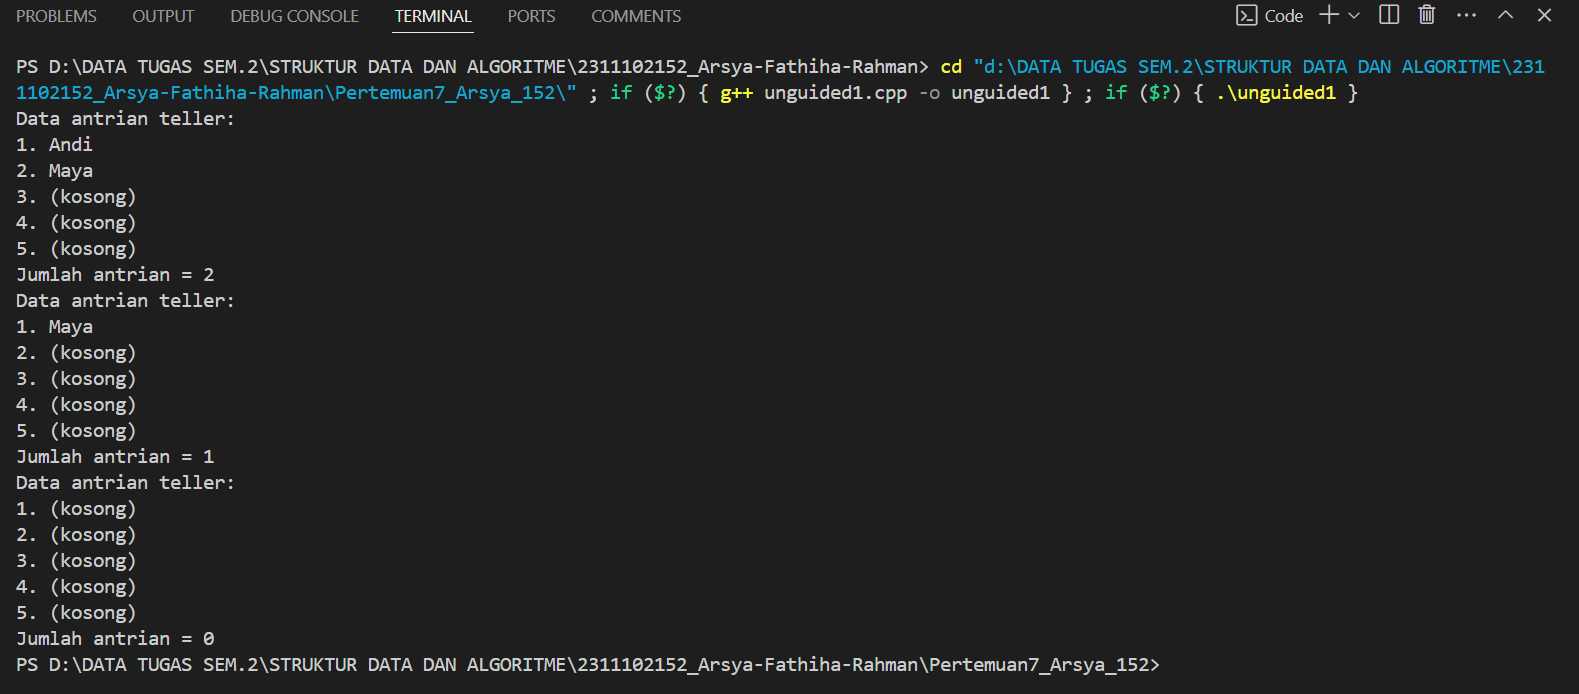 PROBLEMS OUTPUT DEBUG CONSOLE TERMINAL PORTS COMMENTS Code
PS D:\DATA TUGAS SEM.2\STRUKTUR DATA DAN ALGORITME\2311102152_Arsya-Fathiha-Rahman> cd "d:\DATA TUGAS SEM.2\STRUKTUR DATA DAN ALGORITME\231
1102152_Arsya-Fathiha-Rahman\Pertemuan7_Arsya_152\" ; if ($?) { g++ unguided1.cpp -o unguided1 } ; if ($?) { .\unguided1 }
Data antrian teller:
1. Andi
2. Maya
3. (kosong)
4. (kosong)
5. (kosong)
Jumlah antrian = 2
Data antrian teller:
1. Maya
2. (kosong)
3. (kosong)
4. (kosong)
5. (kosong)
Jumlah antrian = 1
Data antrian teller:
1. (kosong)
2. (kosong)
3. (kosong)
4. (kosong)
5. (kosong)
Jumlah antrian = 0
PS D:\DATA TUGAS SEM.2\STRUKTUR DATA DAN ALGORITME\2311102152_Arsya-Fathiha-Rahman\Pertemuan7_Arsya_152>